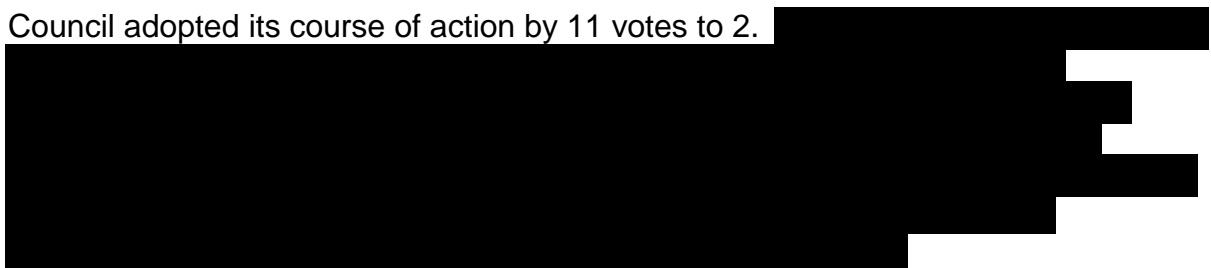 Council adopted its course of action by 11 votes to 2.